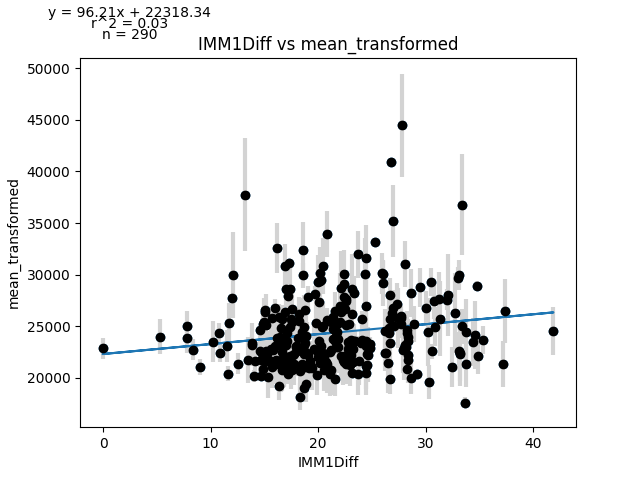 y = 96.21x + 22318.34
r^2 = 0.03
n = 290
IMM1Diff vs mean_transformed
50000
45000
40000
35000
30000
25000
20000
mean_transformed
0 10 20 30 40
IMM1Diff